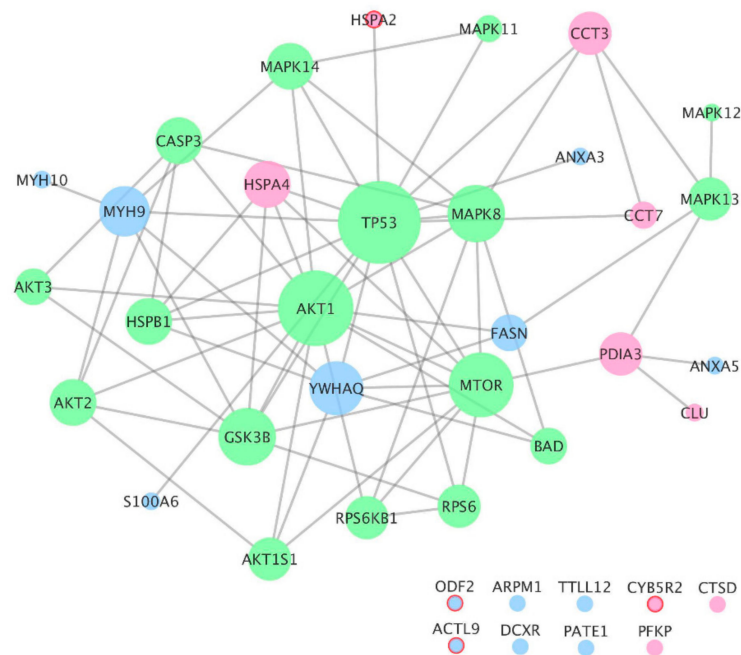 HSPA2
MAPK11
CCT3
MAPK14
MAPK12
CASP3
ANXA3
MYH10
HSPA4
MYH9
TP53
MAPK8
CCT7
MAPK13
AKT3
HSPB1
AKT1
FASN
PDIA3
ANXA5
YWHAQ
MTOR
AKT2
CLU
GSK3B
BAD
S100A6
RPS6KB1
RPS6
AKT1S1
ODF2 ARPM1 TTLL12 CYB5R2 CTSD
ACTL9 DCXR PATE1 PFKP